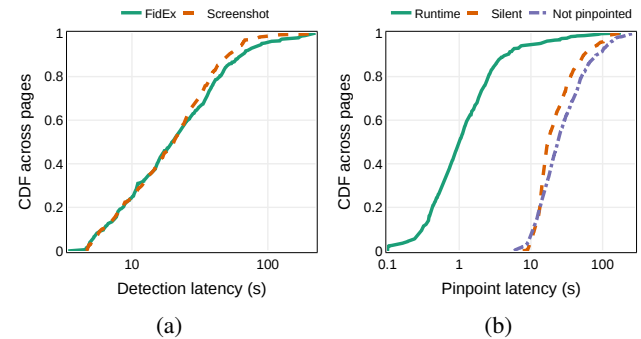 FidEx Screenshot
CDF across pages
1
0.8
0.6
0.4
0.2
0
10 100
Detection latency (s)
(a)
Runtime Silent Not pinpointed
CDF across pages
1
0.8
0.6
0.4
0.2
0
0.1 1 10 100
Pinpoint latency (s)
(b)